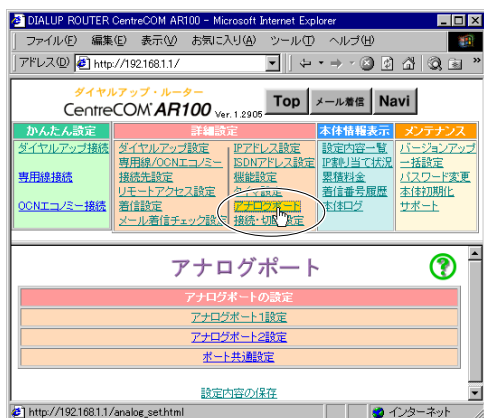 DIALUP ROUTER CentreCOM AR100 - Microsoft Internet Explorer
ファイル(F) 編集(E) 表示(V) お気に入り(A) ツール(T) ヘルプ(H)
アドレス(D) http://192.168.1.1/
ダイヤルアップ・ルーター
CentreCOM AR100 Ver. 1.2905
Top メール着信 Navi
かんたん設定 詳細設定 本体情報表示 メンテナンス
ダイヤルアップ接続 ダイヤルアップ設定 IPアドレス設定 設定内容一覧 バージョンアップ
専用線/OCNエコノミー ISDNアドレス設定 IP割り当て状況 一括設定
専用線接続 接続先設定 機能設定 累積料金 パスワード変更
リモートアクセス設定 設定 着信番号履歴 本体初期化
OCNエコノミー接続 着信設定 アナログポート 本体ログ サポート
メール着信チェック設定 接続・切断設定
アナログポート ?
アナログポートの設定
アナログポート1設定
アナログポート2設定
ポート共通設定
設定内容の保存
http://192.168.1.1/analog_set.html インターネット